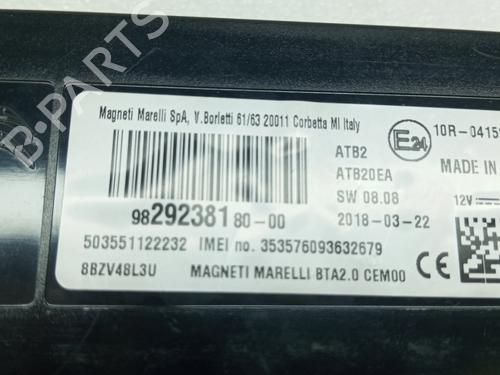 B-PARTS
Magneti Marelli SpA, V.Borletti 61/63 20011 Corbetta MI Italy
E24
10R-0415
ATB2
ATB20EA
MADE IN
SW 08.08
12V
2018-03-22
9829238180-00
503551122232 IMEI no. 353576093632679
8BZV48L3U MAGNETI MARELLI BTA2.0 CEM00